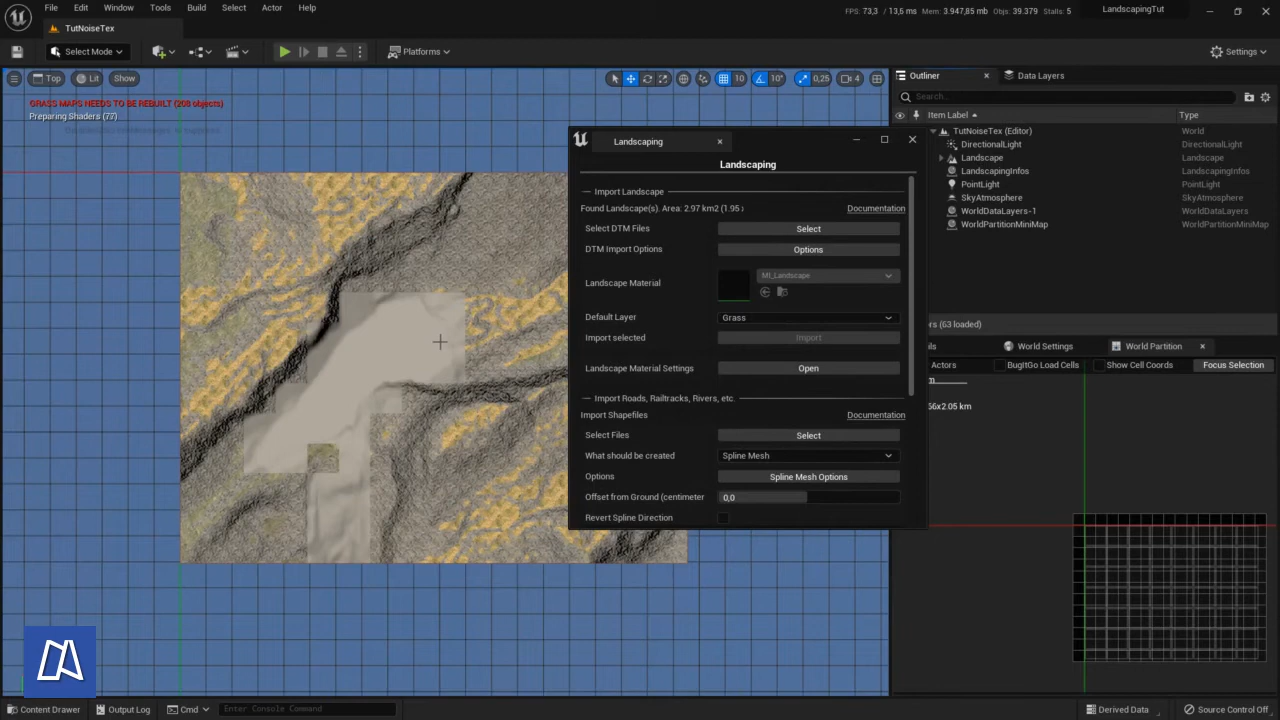 File Edit Window Tools Build Select Actor Help
FPS: 73,3 / 13,6 ms Mem: 3.947,85 mb Objs: 39.379 Stalls: 5
LandscapingTut
TutNoiseTex
Select Mode
Platforms
Settings
Top Lit Show
10 10° 0,25 4
Outliner
Data Layers
GRASS MAPS NEEDS TO BE REBUILT (208 objects)
Preparing Shaders (77)
Search...
Item Label Type
TutNoiseTex (Editor) World
DirectionalLight DirectionalLight
Landscape Landscape
LandscapingInfos LandscapingInfos
PointLight PointLight
SkyAtmosphere SkyAtmosphere
WorldDataLayers-1 WorldDataLayers
WorldPartitionMiniMap WorldPartitionMiniMap
Landscaping
Landscaping
Import Landscape
Found Landscape(s). Area: 2.97 km2 (1.95
Documentation
Select DTM Files Select
DTM Import Options Options
Landscape Material MI_Landscape
Default Layer Grass
Import selected Import
Landscape Material Settings Open
Import Roads, Railtracks, Rivers, etc.
Import Shapefiles Documentation
Select Files Select
What should be created Spline Mesh
Options Spline Mesh Options
Offset from Ground (centimeter 0,0
Revert Spline Direction
(63 loaded)
World Settings
World Partition
Actors BugItGo Load Cells Show Cell Coords Focus Selection
x2.05 km
Content Drawer Output Log Cmd Enter Console Command
Derived Data Source Control Off